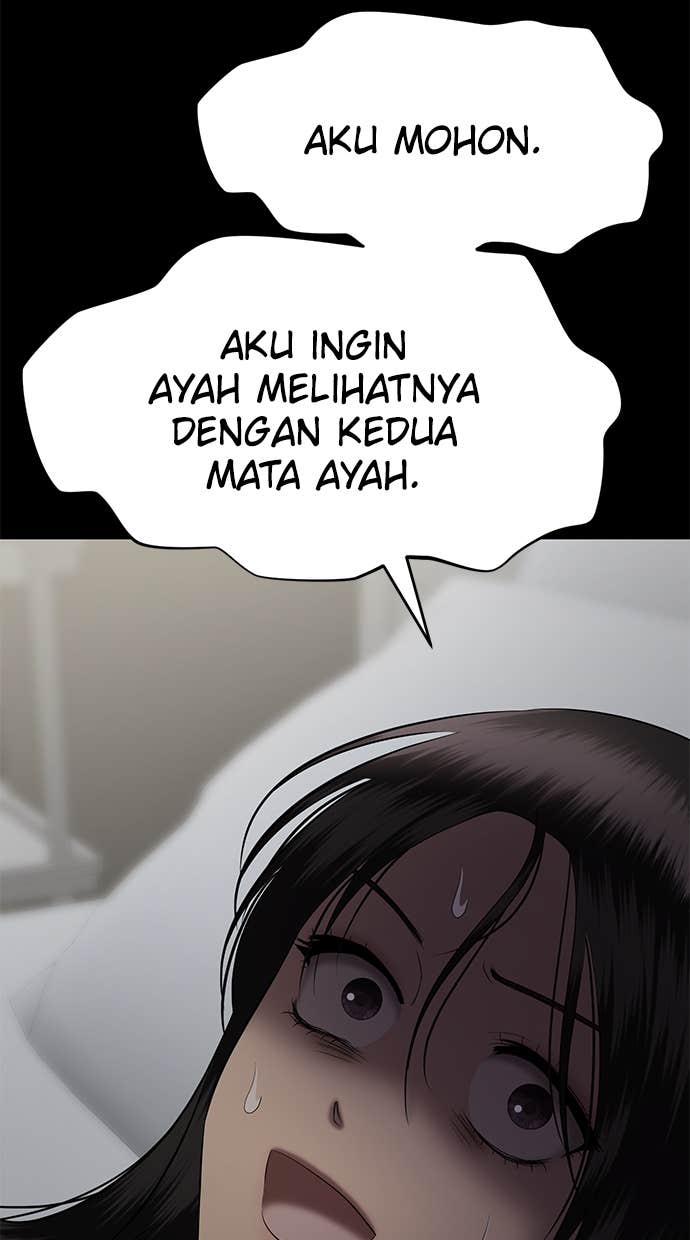 AKU MOHON.
AKU INGIN
AYAH MELIHATNYA
DENGAN KEDUA
MATA AYAH.